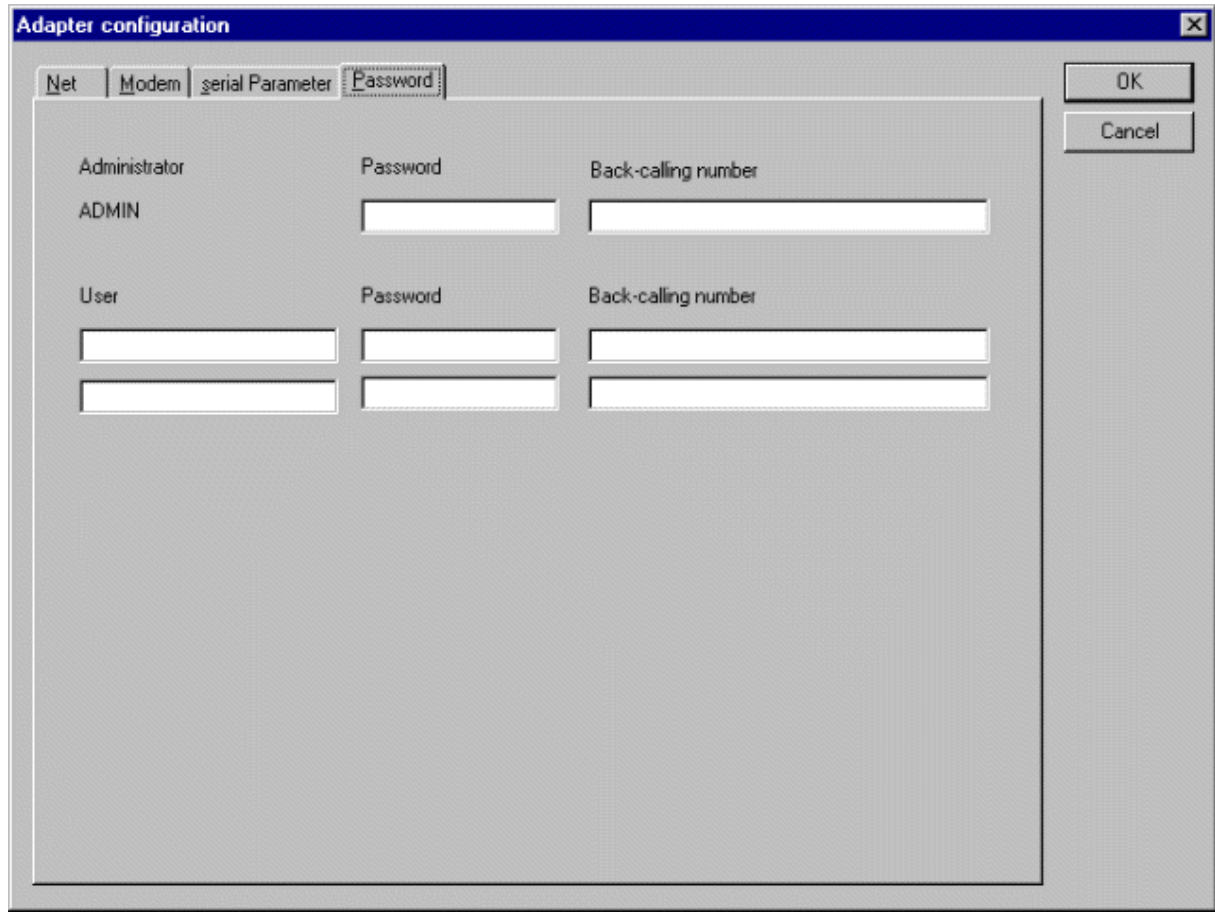 Adapter configuration
Net Modem serial Parameter Password
OK
Cancel
Administrator Password Back-calling number
ADMIN
User Password Back-calling number